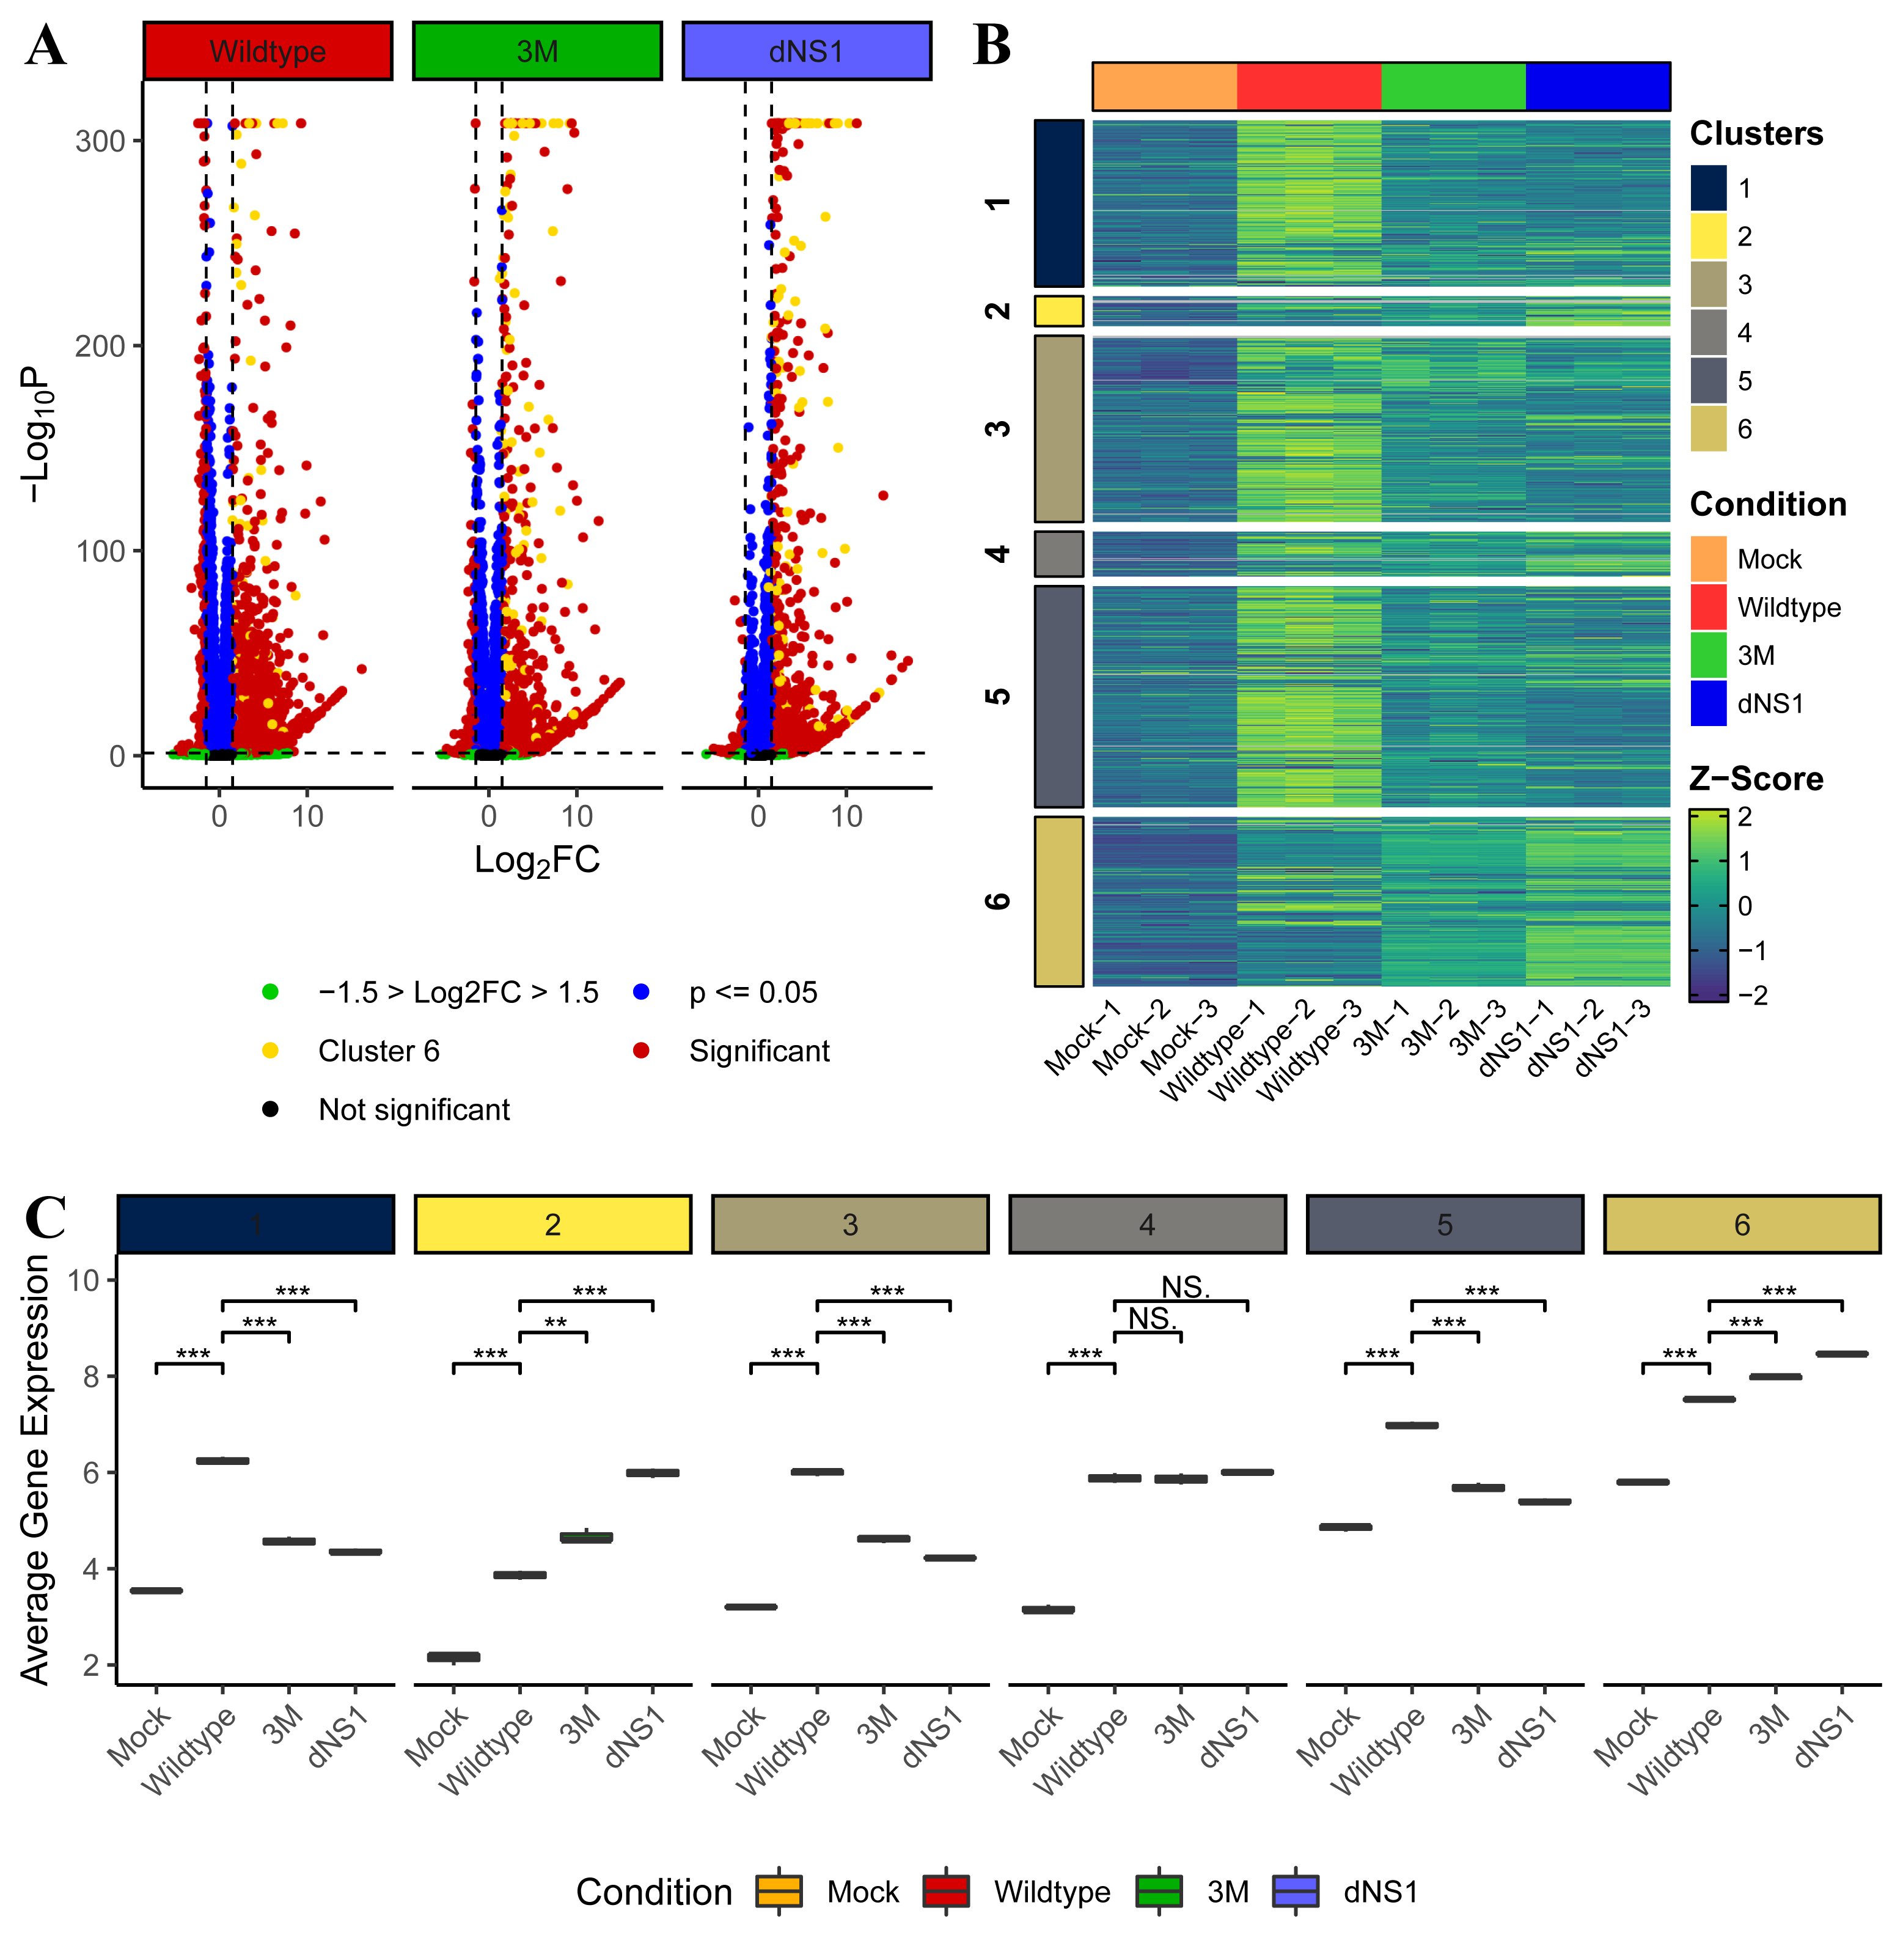 A
Wildtype
3M
dNS1
300
200
100
0
−Log10P
0
10
0
10
0
10
Log2FC
−1.5 > Log2FC > 1.5
p <= 0.05
Cluster 6
Significant
Not significant
B
1
2
3
4
5
6
Mock−1
Mock−2
Mock−3
Wildtype−1
Wildtype−2
Wildtype−3
3M−1
3M−2
3M−3
dNS1−1
dNS1−2
dNS1−3
Clusters
1
2
3
4
5
6
Condition
Mock
Wildtype
3M
dNS1
Z−Score
2
1
0
−1
−2
C
1
2
3
4
5
6
Average Gene Expression
10
8
6
4
2
***
***
***
***
**
***
***
***
***
NS.
NS.
***
***
***
***
***
***
***
Mock
Wildtype
3M
dNS1
Mock
Wildtype
3M
dNS1
Mock
Wildtype
3M
dNS1
Mock
Wildtype
3M
dNS1
Mock
Wildtype
3M
dNS1
Mock
Wildtype
3M
dNS1
Condition
Mock
Wildtype
3M
dNS1